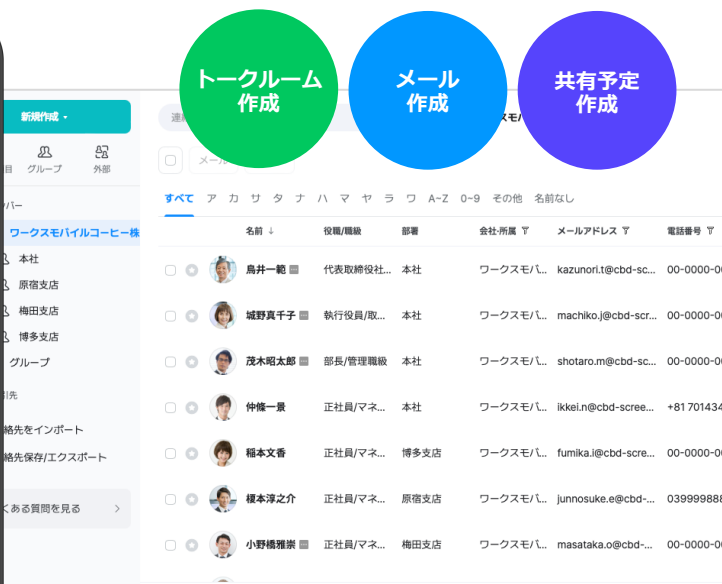 トークルーム
作成
メール
作成
共有予定
作成
新規作成
グループ
外部
すべて ア カ サ タ ナ ハ マ ヤ ラ ワ A~Z 0~9 その他 名前なし
ワークスモバイルコーヒー株
名前 ↓ 役職/職級 部署 会社·所属 メールアドレス 電話番号
本社
原宿支店
梅田支店
博多支店
グループ
鳥井一範 代表取締役社... 本社 ワークスモバ... kazunori.t@cbd-sc... 00-0000-0
城野真千子 執行役員/取... 本社 ワークスモバ... machiko.j@cbd-scr... 00-0000-0
茂木昭太郎 部長/管理職級 本社 ワークスモバ... shotaro.m@cbd-sc... 00-0000-0
仲條一景 正社員/マネ... 本社 ワークスモバ... ikkei.n@cbd-scree... +81 701434
稲本文香 正社員/マネ... 博多支店 ワークスモバ... fumika.i@cbd-scre... 00-0000-0
榎本淳之介 正社員/マネ... 原宿支店 ワークスモバ... junnosuke.e@cbd-... 03999988
小野橋雅崇 正社員/マネ... 梅田支店 ワークスモバ... masataka.o@cbd-... 00-0000-0
引先
絡先をインポート
絡先保存/エクスポート
くある質問を見る